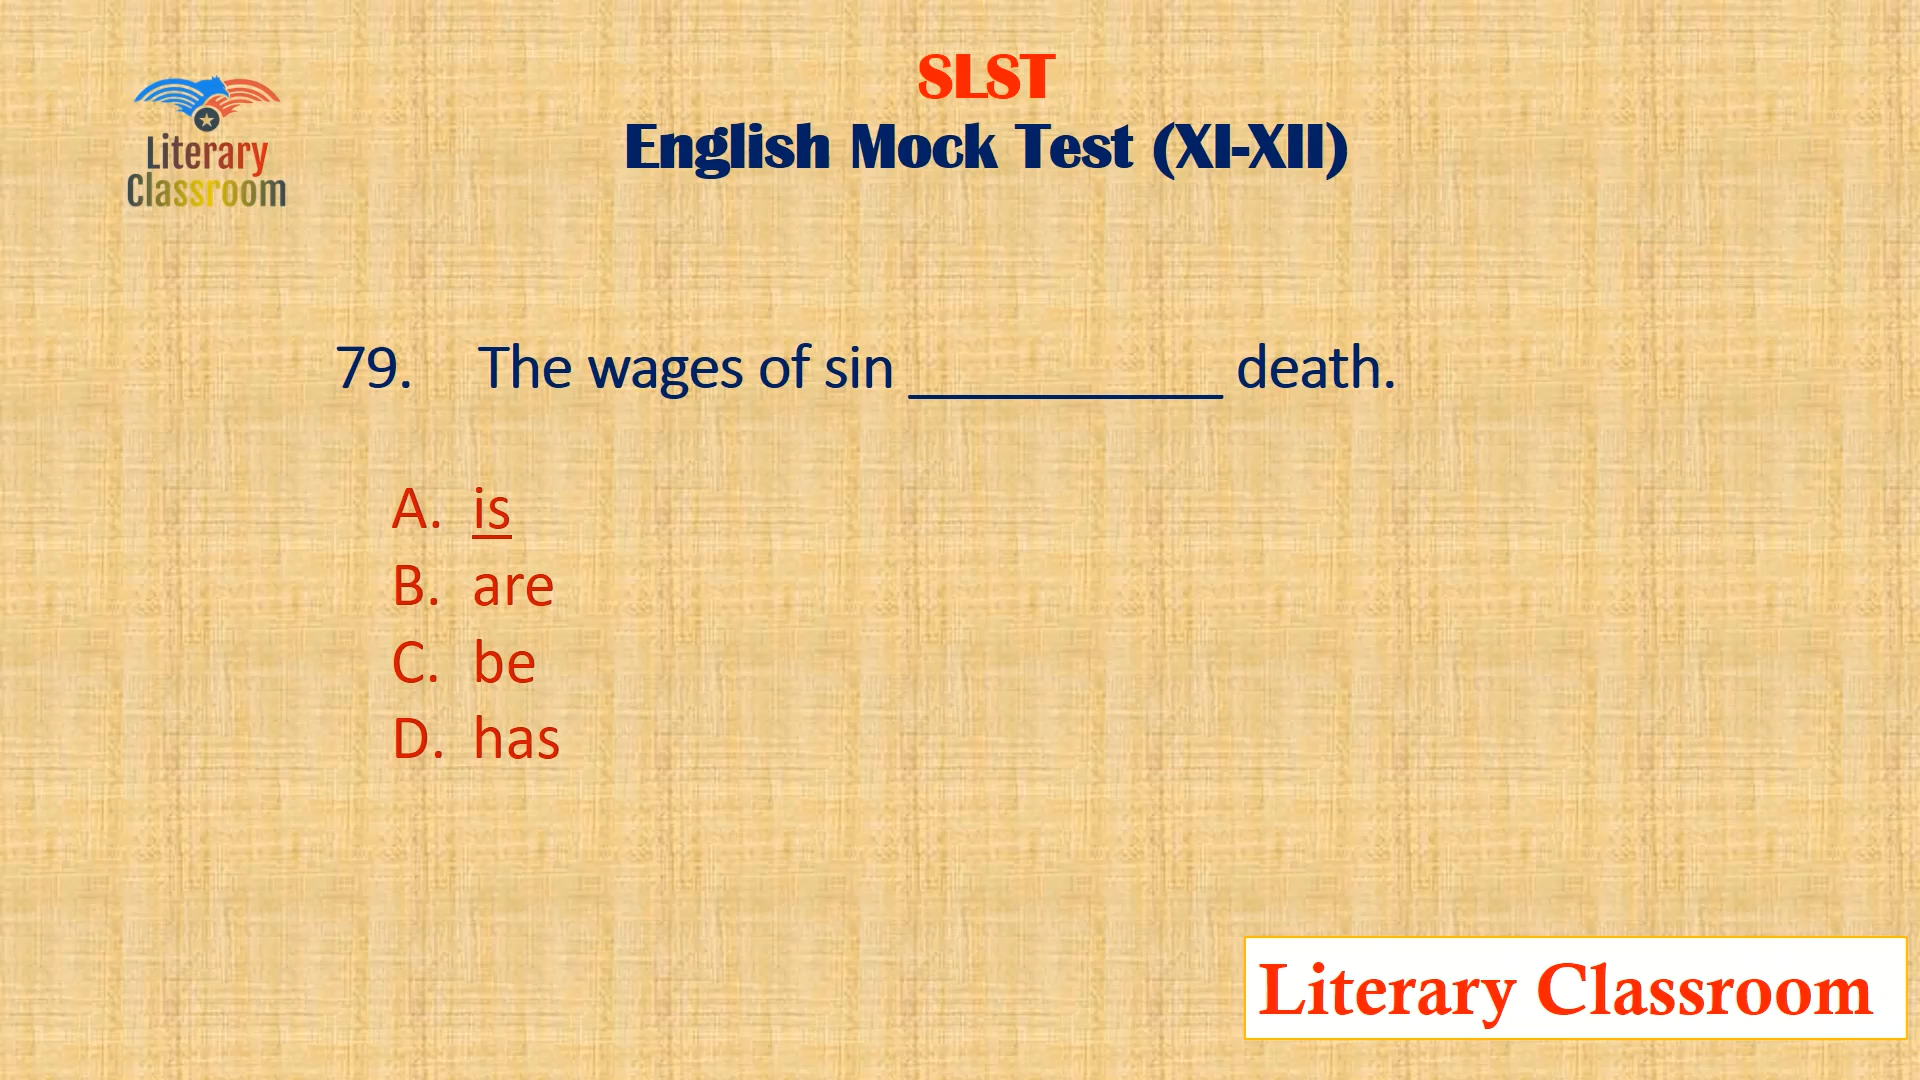 SLST
English Mock Test (XI-XII)
Literary
Classroom
79. The wages of sin __________ death.
A. is
B. are
C. be
D. has
Literary Classroom